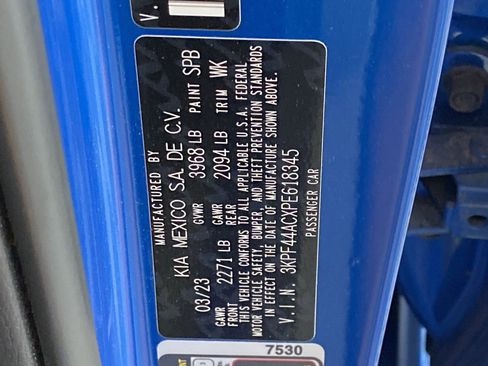 MANUFACTURED BY
KIA MEXICO S.A. DE C.V.
03/23 GVWR 3968 LB PAINT SPB
GAWR FRONT 2271 LB GAWR REAR 2094 LB TRIM WK
THIS VEHICLE CONFORMS TO ALL APPLICABLE U.S.A. FEDERAL
MOTOR VEHICLE SAFETY, BUMPER, AND THEFT PREVENTION STANDARDS
IN EFFECT ON THE DATE OF MANUFACTURE SHOWN ABOVE.
V.I.N. 3KPF44ACXPE618345
PASSENGER CAR
V.
7530